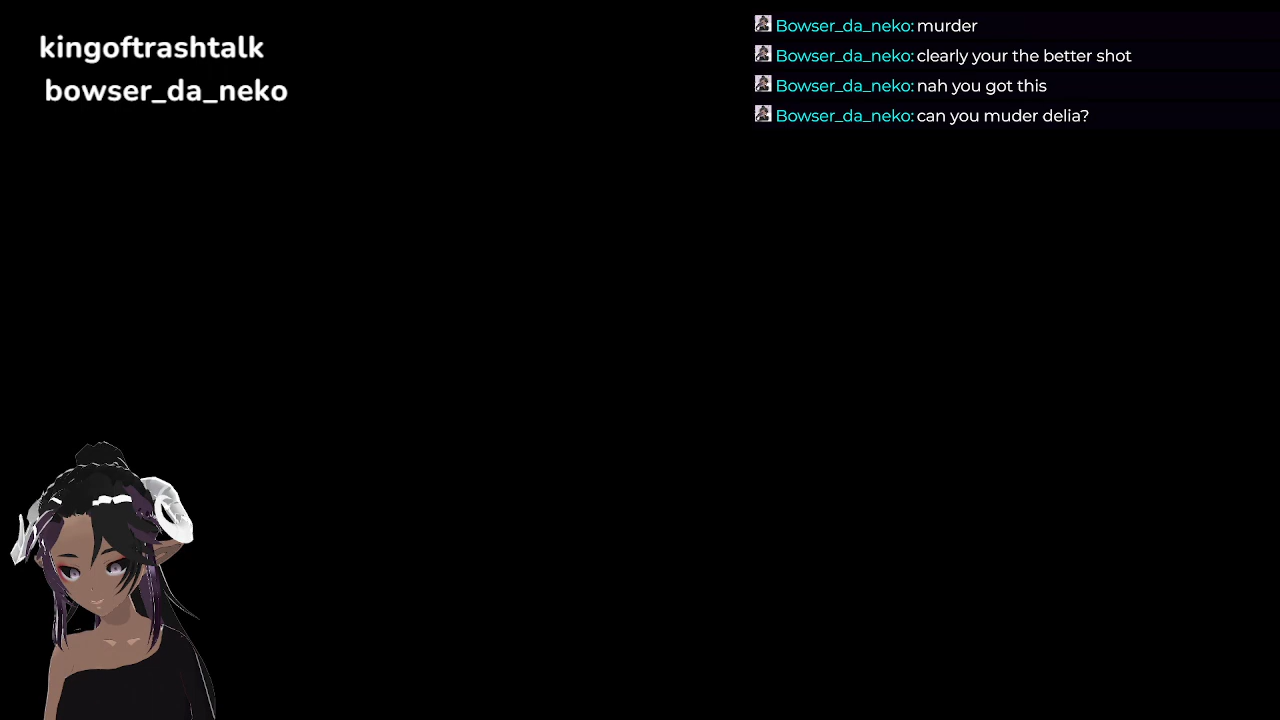 kingoftrashtalk
bowser_da_neko
Bowser_da_neko: murder
Bowser_da_neko: clearly your the better shot
Bowser_da_neko: nah you got this
Bowser_da_neko: can you muder delia?